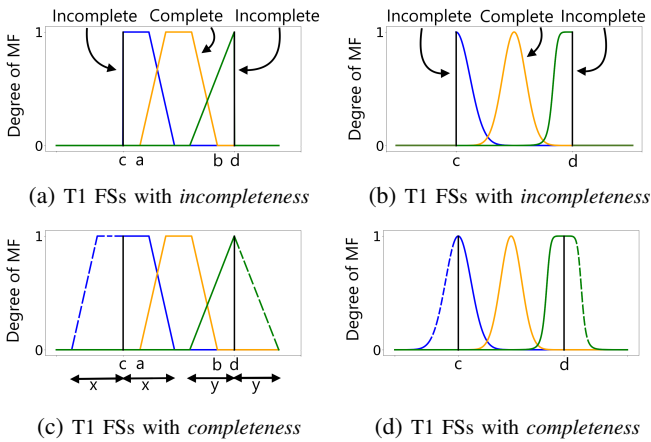 Incomplete Complete Incomplete
Degree of MF
1
0
c a b d
(a) T1 FSs with incompleteness
Incomplete Complete Incomplete
Degree of MF
1
0
c d
(b) T1 FSs with incompleteness
Degree of MF
1
0
c a b d
x x y y
(c) T1 FSs with completeness
Degree of MF
1
0
c d
(d) T1 FSs with completeness